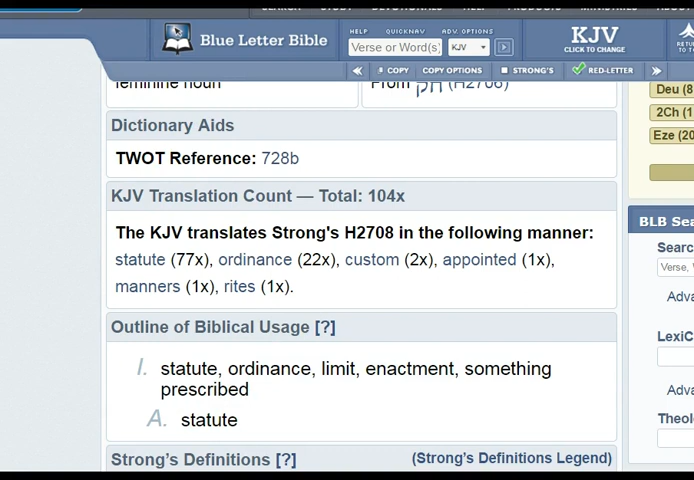 HELP QUICKNAV ADV. OPTIONS
Blue Letter Bible
Verse or Word(s)
KJV
KJV
CLICK TO CHANGE
COPY COPY OPTIONS STRONG'S RED-LETTER
feminine noun
From חֹק (H2706)
Dictionary Aids
TWOT Reference: 728b
KJV Translation Count — Total: 104x
The KJV translates Strong's H2708 in the following manner:
statute (77x), ordinance (22x), custom (2x), appointed (1x),
manners (1x), rites (1x).
Outline of Biblical Usage [?]
I. statute, ordinance, limit, enactment, something
prescribed
A. statute
Strong's Definitions [?] (Strong's Definitions Legend)
Deu (8
2Ch (1
Eze (20
BLB Sea
Searc
Verse,
Adva
LexiC
Adva
Theol